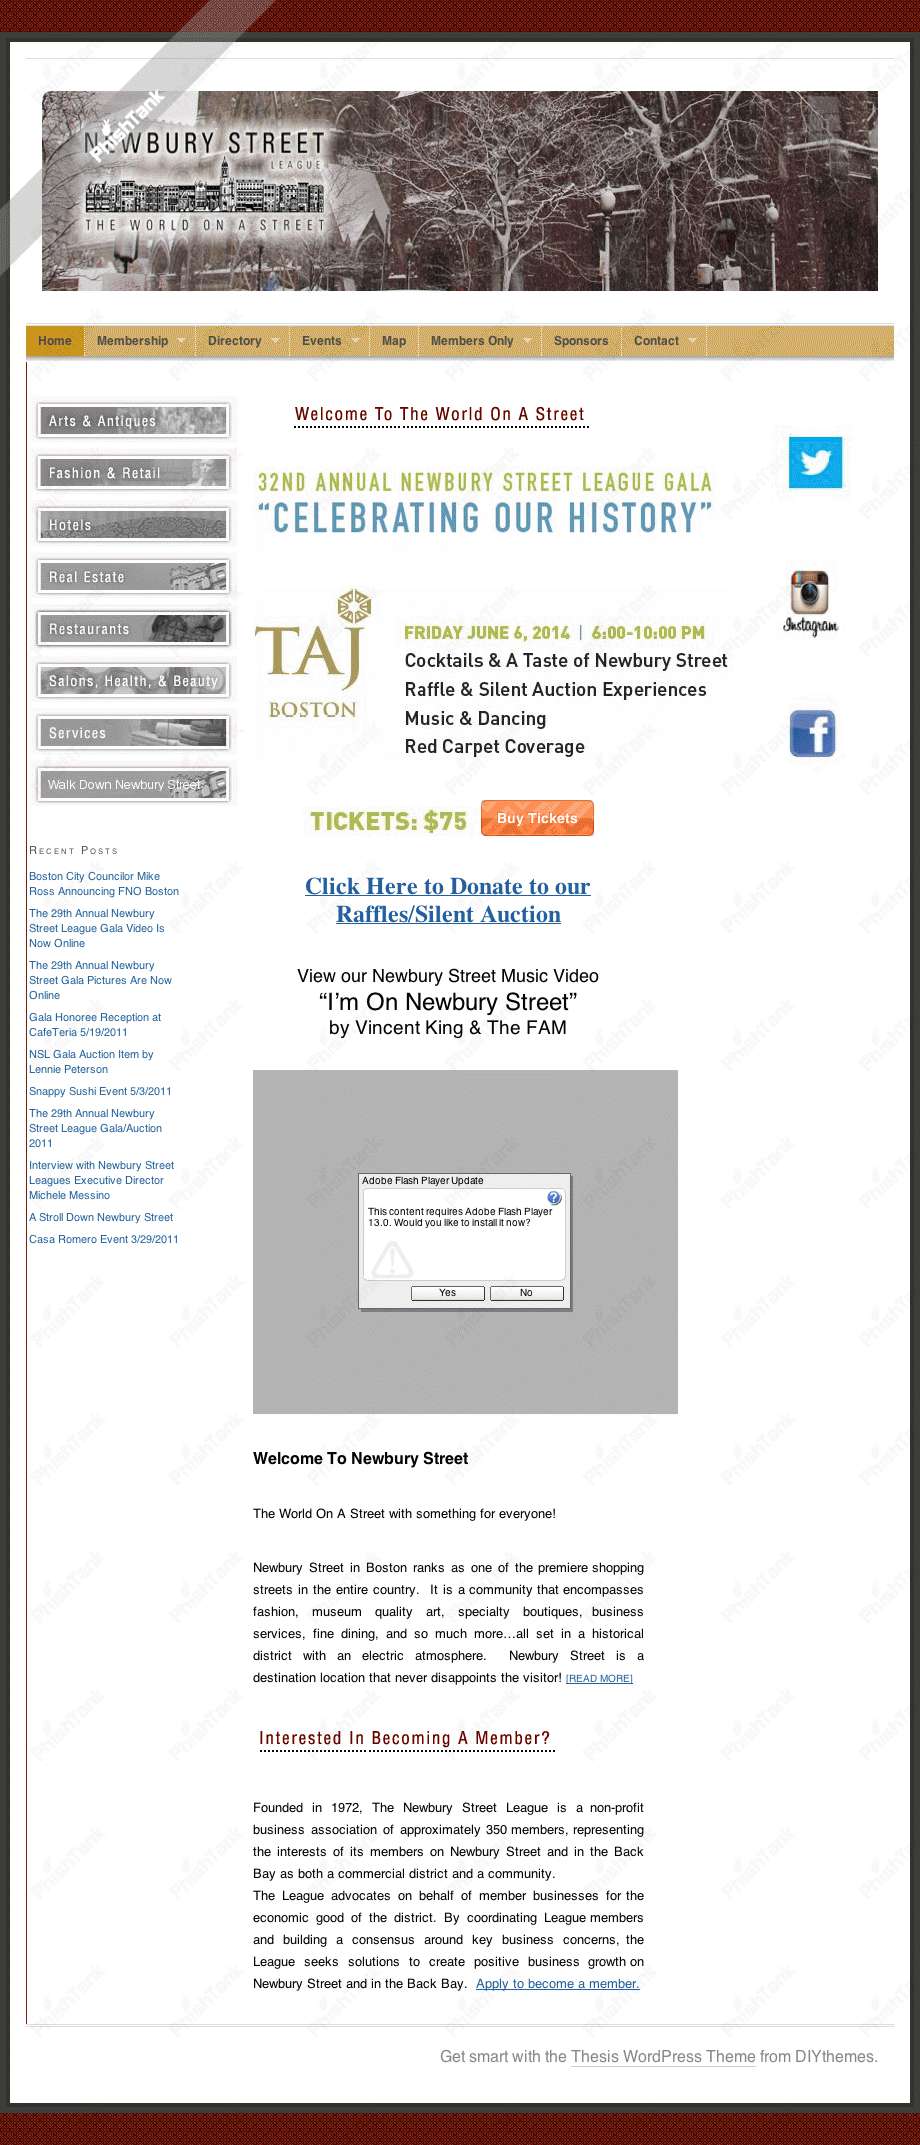 PhishTank
NEWBURY STREET
LEAGUE
THE WORLD ON A STREET
Home Membership Directory Events Map Members Only Sponsors Contact
Arts & Antiques
Fashion & Retail
Hotels
Real Estate
Restaurants
Salons, Health, & Beauty
Services
Walk Down Newbury Street
Recent Posts
Boston City Councilor Mike
Ross Announcing FNO Boston
The 29th Annual Newbury
Street League Gala Video Is
Now Online
The 29th Annual Newbury
Street Gala Pictures Are Now
Online
Gala Honoree Reception at
CafeTeria 5/19/2011
NSL Gala Auction Item by
Lennie Peterson
Snappy Sushi Event 5/3/2011
The 29th Annual Newbury
Street League Gala/Auction
2011
Interview with Newbury Street
Leagues Executive Director
Michele Messino
A Stroll Down Newbury Street
Casa Romero Event 3/29/2011
Welcome To The World On A Street
32ND ANNUAL NEWBURY STREET LEAGUE GALA
“CELEBRATING OUR HISTORY”
TAJ
BOSTON
FRIDAY JUNE 6, 2014 | 6:00-10:00 PM
Cocktails & A Taste of Newbury Street
Raffle & Silent Auction Experiences
Music & Dancing
Red Carpet Coverage
TICKETS: $75 Buy Tickets
Click Here to Donate to our
Raffles/Silent Auction
View our Newbury Street Music Video
“I’m On Newbury Street”
by Vincent King & The FAM
Adobe Flash Player Update
This content requires Adobe Flash Player
13.0. Would you like to install it now?
Yes No
Welcome To Newbury Street
The World On A Street with something for everyone!
Newbury Street in Boston ranks as one of the premiere shopping
streets in the entire country. It is a community that encompasses
fashion, museum quality art, specialty boutiques, business
services, fine dining, and so much more…all set in a historical
district with an electric atmosphere. Newbury Street is a
destination location that never disappoints the visitor! [READ MORE]
Interested In Becoming A Member?
Founded in 1972, The Newbury Street League is a non-profit
business association of approximately 350 members, representing
the interests of its members on Newbury Street and in the Back
Bay as both a commercial district and a community.
The League advocates on behalf of member businesses for the
economic good of the district. By coordinating League members
and building a consensus around key business concerns, the
League seeks solutions to create positive business growth on
Newbury Street and in the Back Bay. Apply to become a member.
Instagram
Get smart with the Thesis WordPress Theme from DIYthemes.